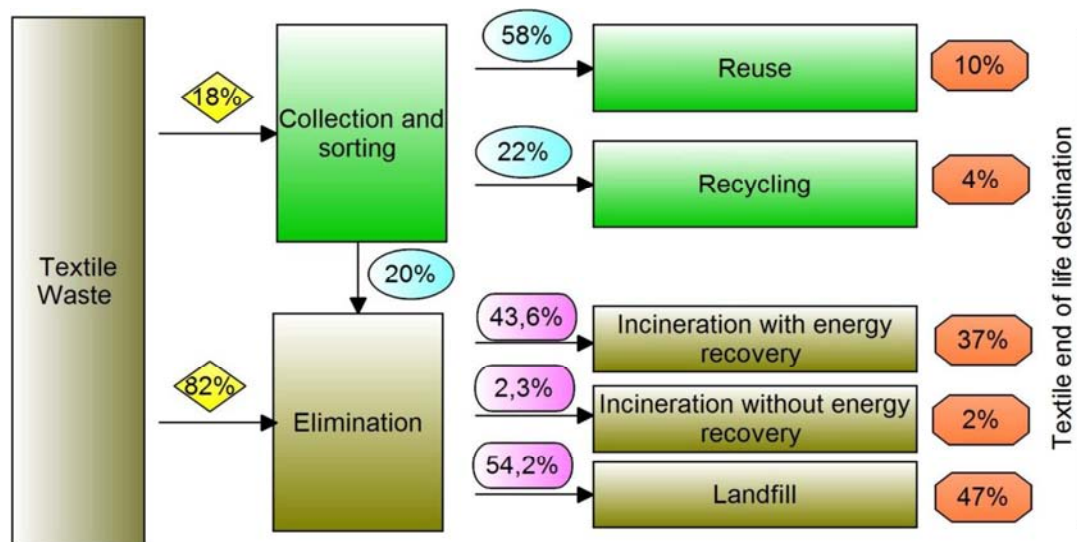 58%
Reuse
10%
18%
Collection and
sorting
22%
Recycling
4%
Textile
Waste
20%
43,6%
Incineration with energy
recovery
37%
82%
Elimination
2,3%
Incineration without energy
recovery
2%
54,2%
Landfill
47%
Textile end of life destination